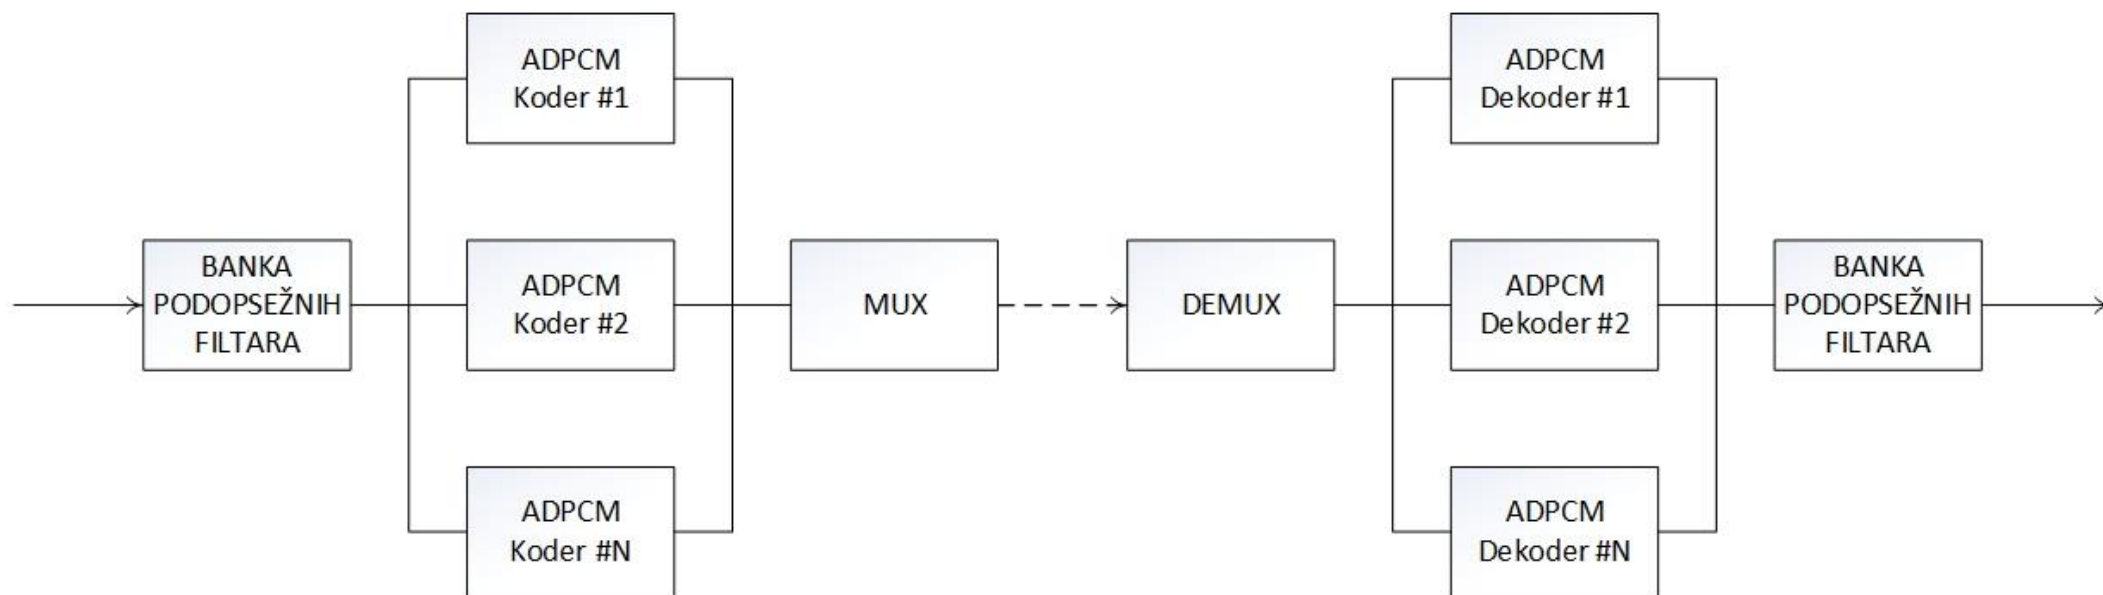 ADPCM
Koder #1
ADPCM
Dekoder #1
BANKA
PODOPSEŽNIH
FILTARA
ADPCM
Koder #2
MUX
DEMUX
ADPCM
Dekoder #2
BANKA
PODOPSEŽNIH
FILTARA
ADPCM
Koder #N
ADPCM
Dekoder #N